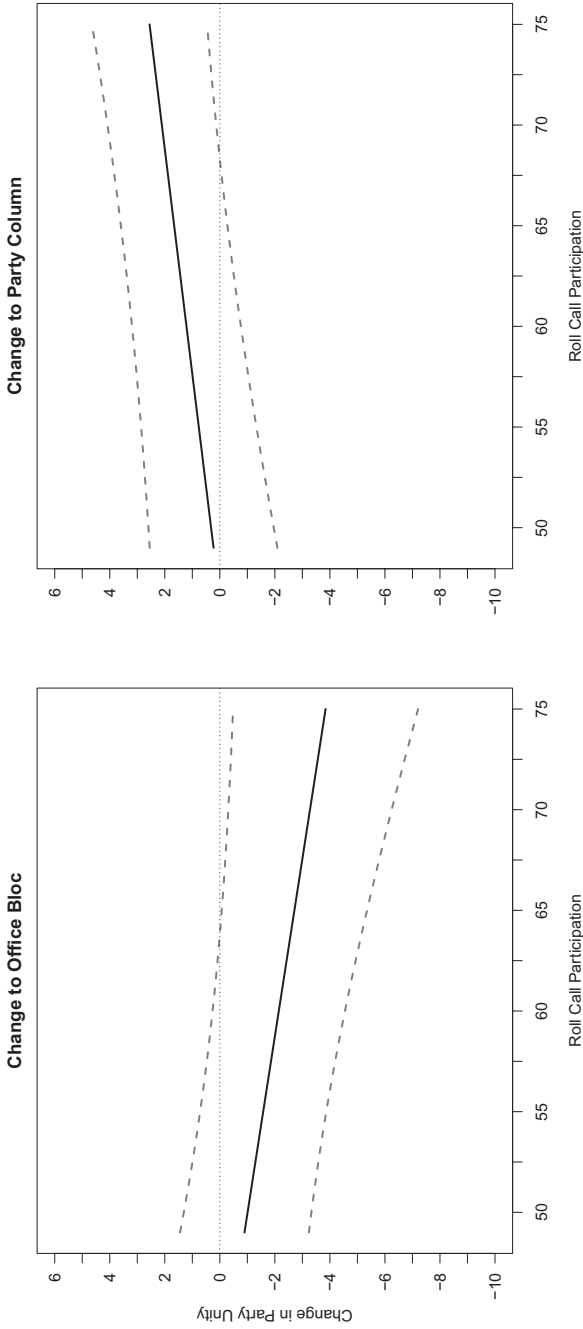 Change to Office Bloc
Change in Party Unity
6
4
2
0
−2
−4
−6
−8
−10
50 55 60 65 70 75
Roll Call Participation
Change to Party Column
6
4
2
0
−2
−4
−6
−8
−10
50 55 60 65 70 75
Roll Call Participation